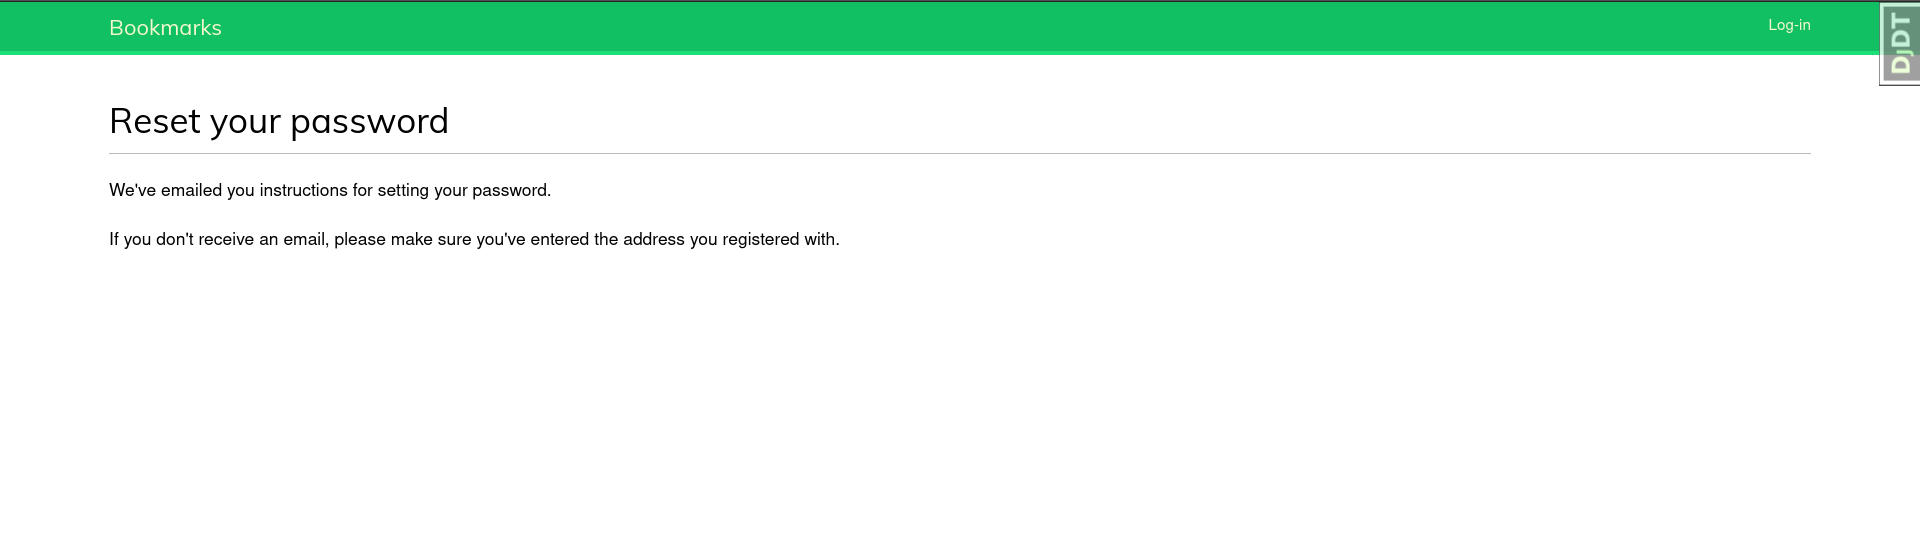 Bookmarks
Log-in
DjDT
Reset your password
We've emailed you instructions for setting your password.
If you don't receive an email, please make sure you've entered the address you registered with.